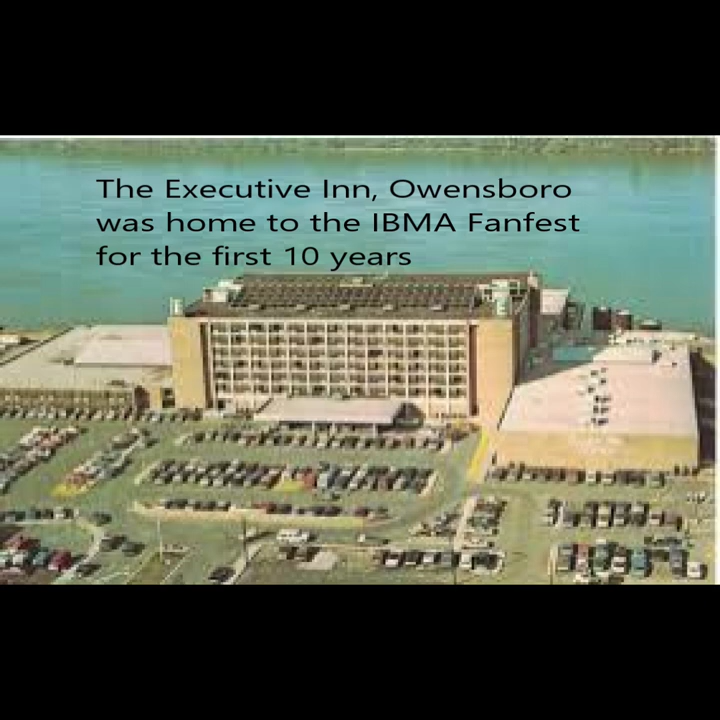 The Executive Inn, Owensboro
was home to the IBMA Fanfest
for the first 10 years